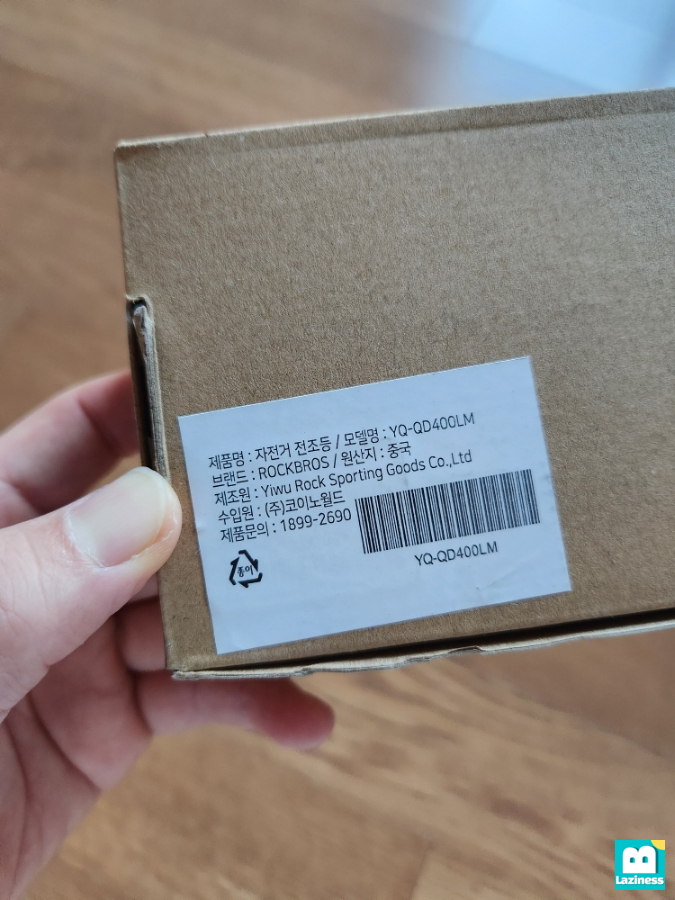 제품명 : 자전거 전조등 / 모델명 : YQ-QD400LM
브랜드 : ROCKBROS / 원산지 : 중국
제조원 : Yiwu Rock Sporting Goods Co.,Ltd
수입원 : (주)코이노월드
제품문의 : 1899-2690
YQ-QD400LM
종이
B
Laziness